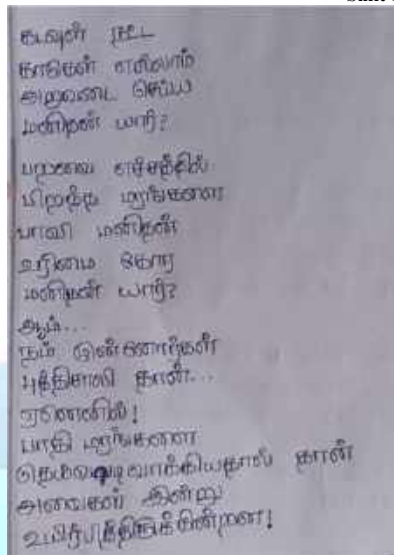 கடவுள் நட்ட
காடுகள் எல்லாம்
அறுவடை செய்ய
மனிதன் யார்?
பறவை எச்சத்தில்
பிறந்த மரங்களை
பாவி மனிதன்
உரிமை கோர
மனிதன் யார்?
ஆம்...
நம் முன்னோர்கள்
புத்திசாலி தான்...
ஏனெனில்!
பாதி மரங்களை
தெய்வவடிவாக்கியதால் தான்
அவைகள் இன்று
உயிர்பித்திருக்கின்றன!